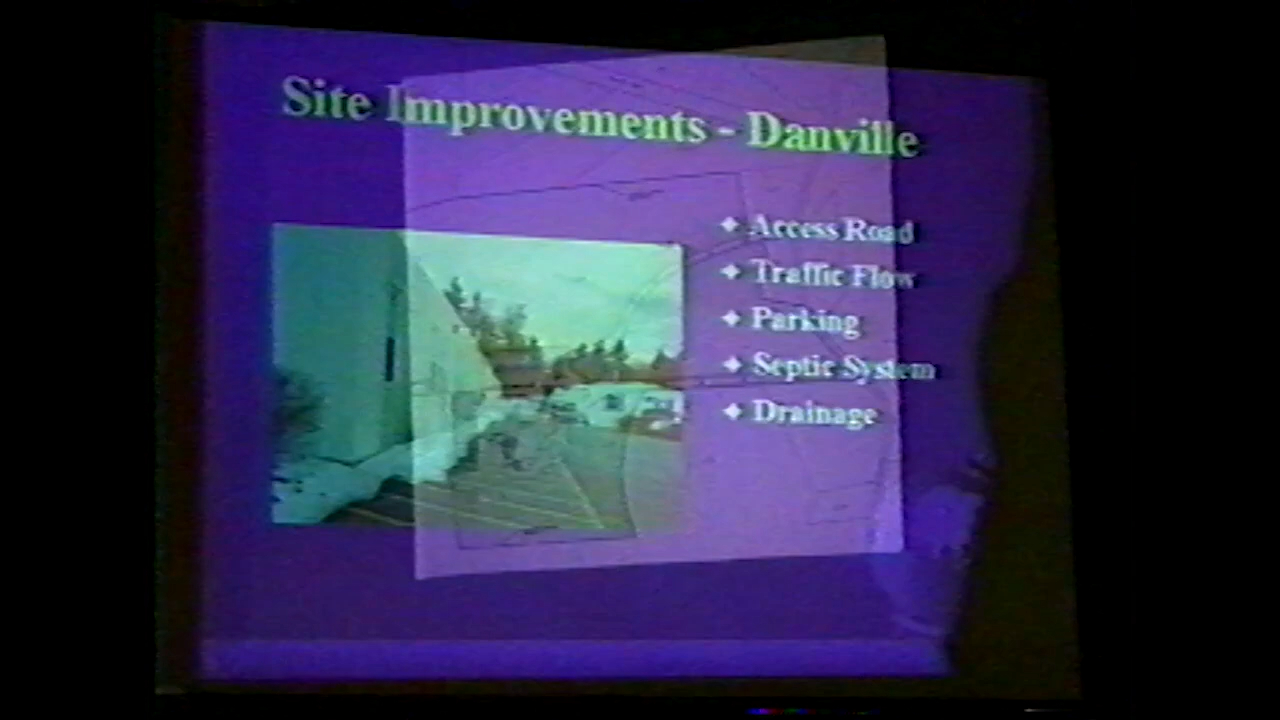 Site Improvements - Danville
Access Road
Traffic Flow
Parking
Septic System
Drainage